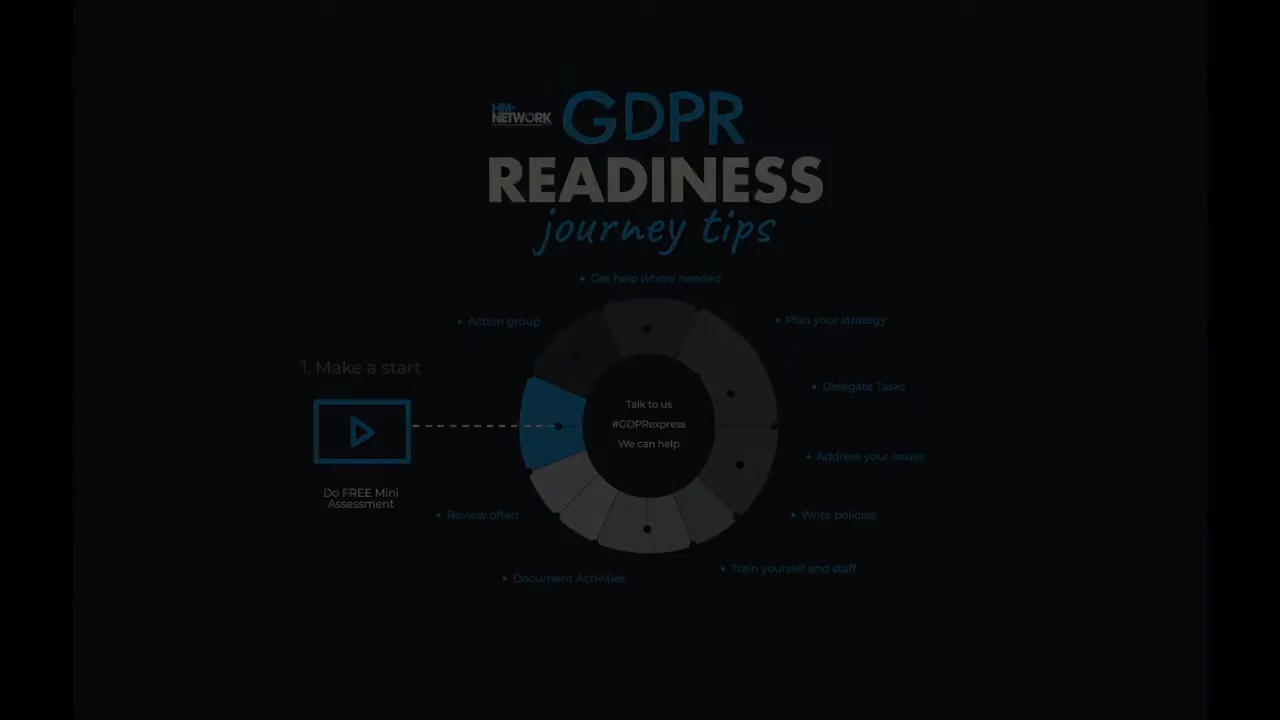 HM-
NETWORK
GDPR
READINESS
journey tips
• Get help where needed
• Action group
• Plan your strategy
1. Make a start
• Delegate Tasks
Talk to us
#GDPRexpress
We can help
• Address your issues
Do FREE Mini
Assessment
• Review often
• Write policies
• Train yourself and staff
• Document Activities